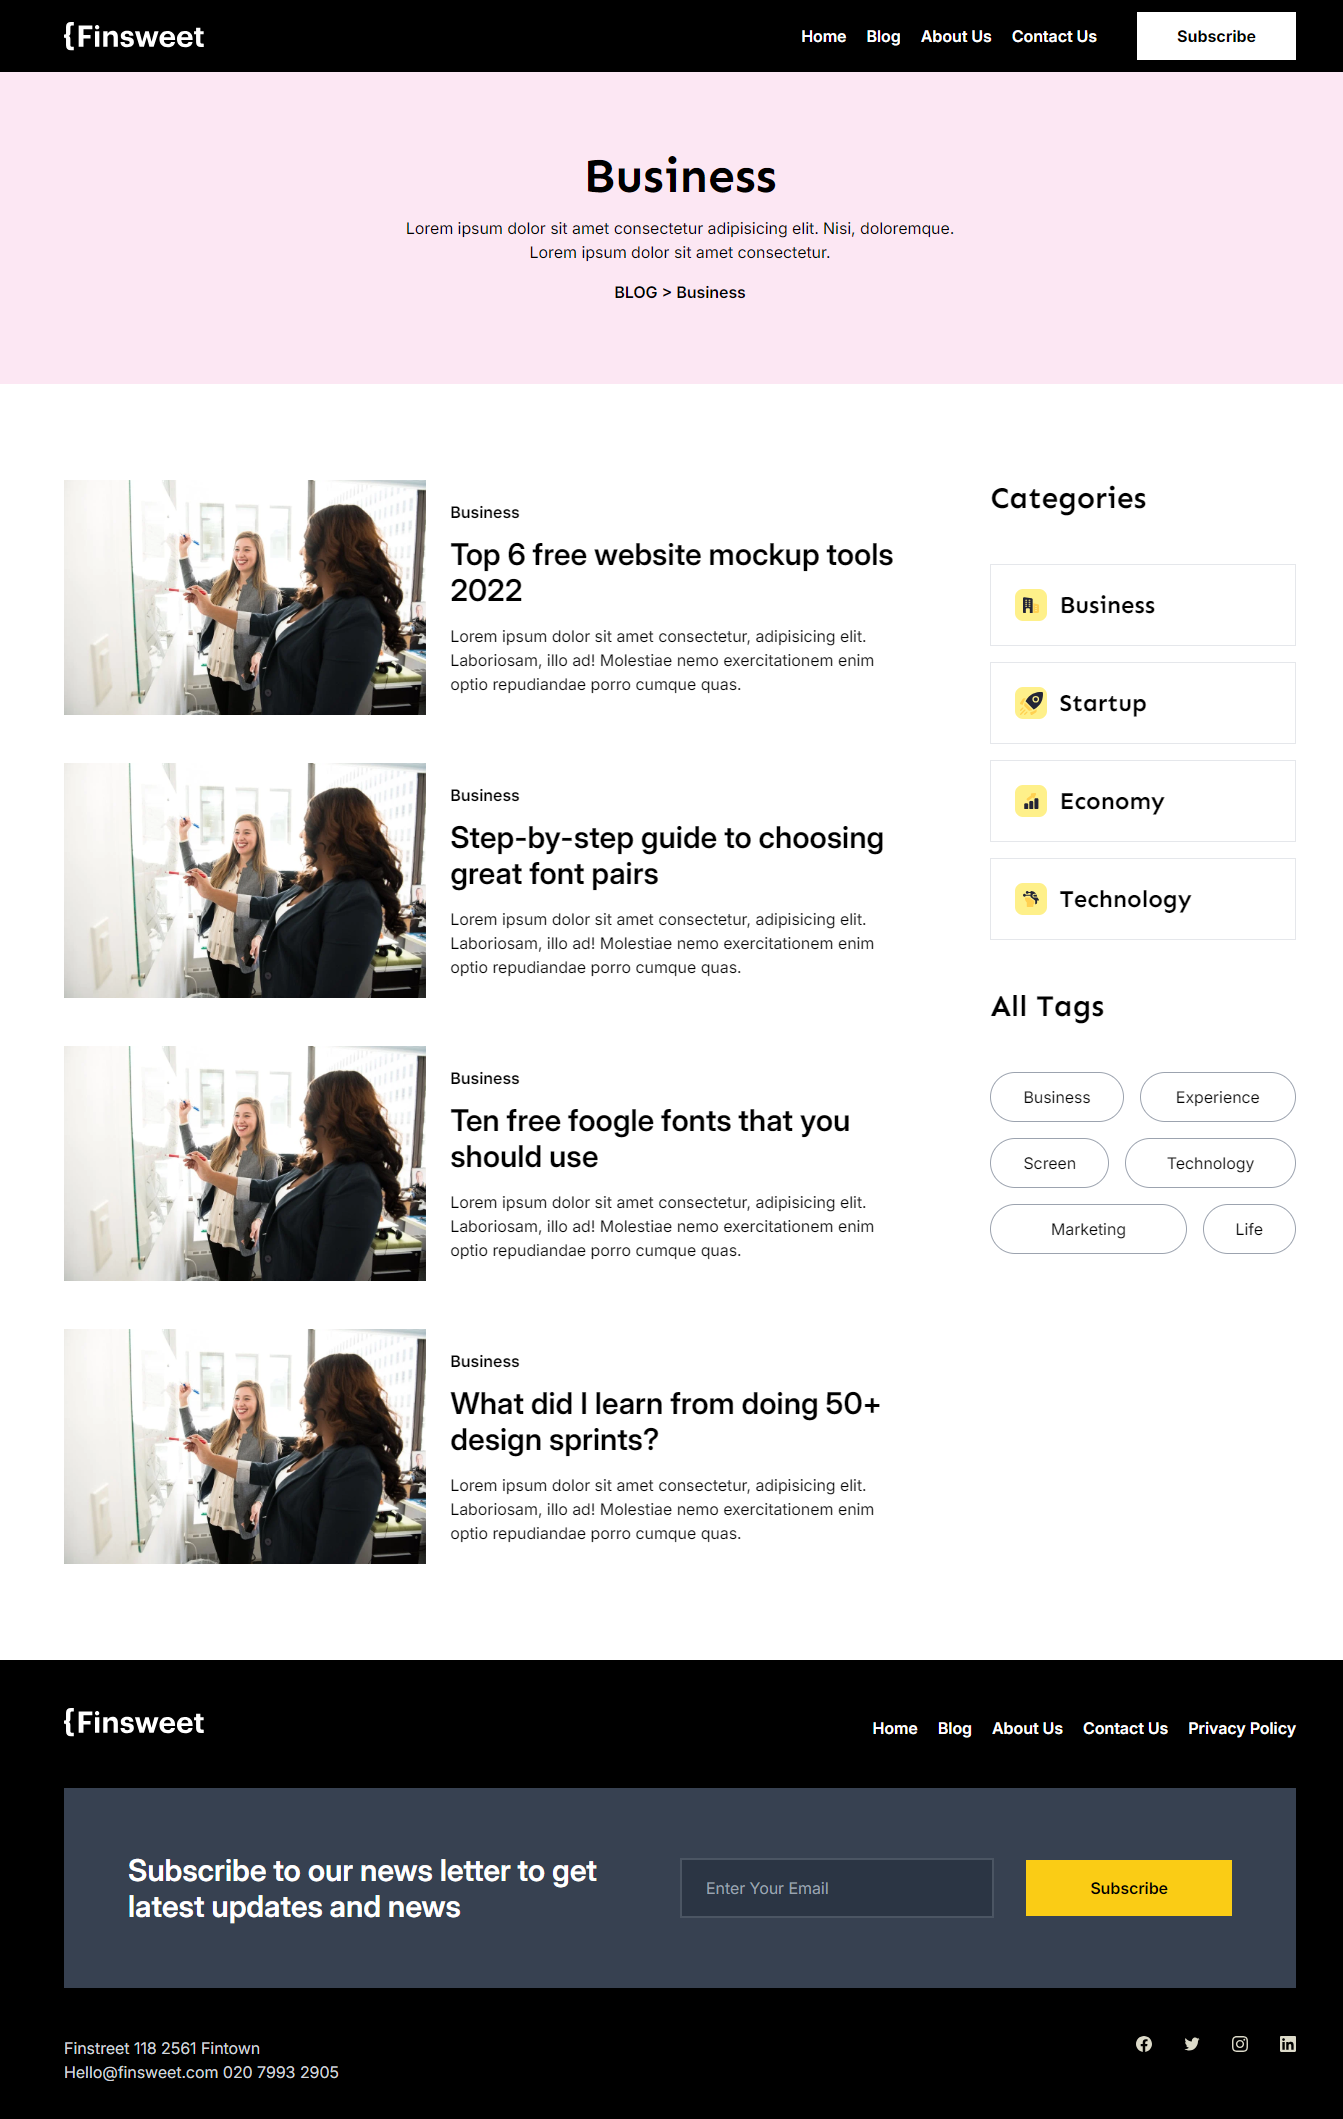 {Finsweet
Home Blog About Us Contact Us Subscribe
Business
Lorem ipsum dolor sit amet consectetur adipisicing elit. Nisi, doloremque.
Lorem ipsum dolor sit amet consectetur.
BLOG > Business
Business
Top 6 free website mockup tools
2022
Lorem ipsum dolor sit amet consectetur, adipisicing elit.
Laboriosam, illo ad! Molestiae nemo exercitationem enim
optio repudiandae porro cumque quas.
Business
Step-by-step guide to choosing
great font pairs
Lorem ipsum dolor sit amet consectetur, adipisicing elit.
Laboriosam, illo ad! Molestiae nemo exercitationem enim
optio repudiandae porro cumque quas.
Business
Ten free foogle fonts that you
should use
Lorem ipsum dolor sit amet consectetur, adipisicing elit.
Laboriosam, illo ad! Molestiae nemo exercitationem enim
optio repudiandae porro cumque quas.
Business
What did I learn from doing 50+
design sprints?
Lorem ipsum dolor sit amet consectetur, adipisicing elit.
Laboriosam, illo ad! Molestiae nemo exercitationem enim
optio repudiandae porro cumque quas.
Categories
Business
Startup
Economy
Technology
All Tags
Business Experience
Screen Technology
Marketing Life
{Finsweet
Home Blog About Us Contact Us Privacy Policy
Subscribe to our news letter to get
latest updates and news
Enter Your Email
Subscribe
Finstreet 118 2561 Fintown
Hello@finsweet.com 020 7993 2905